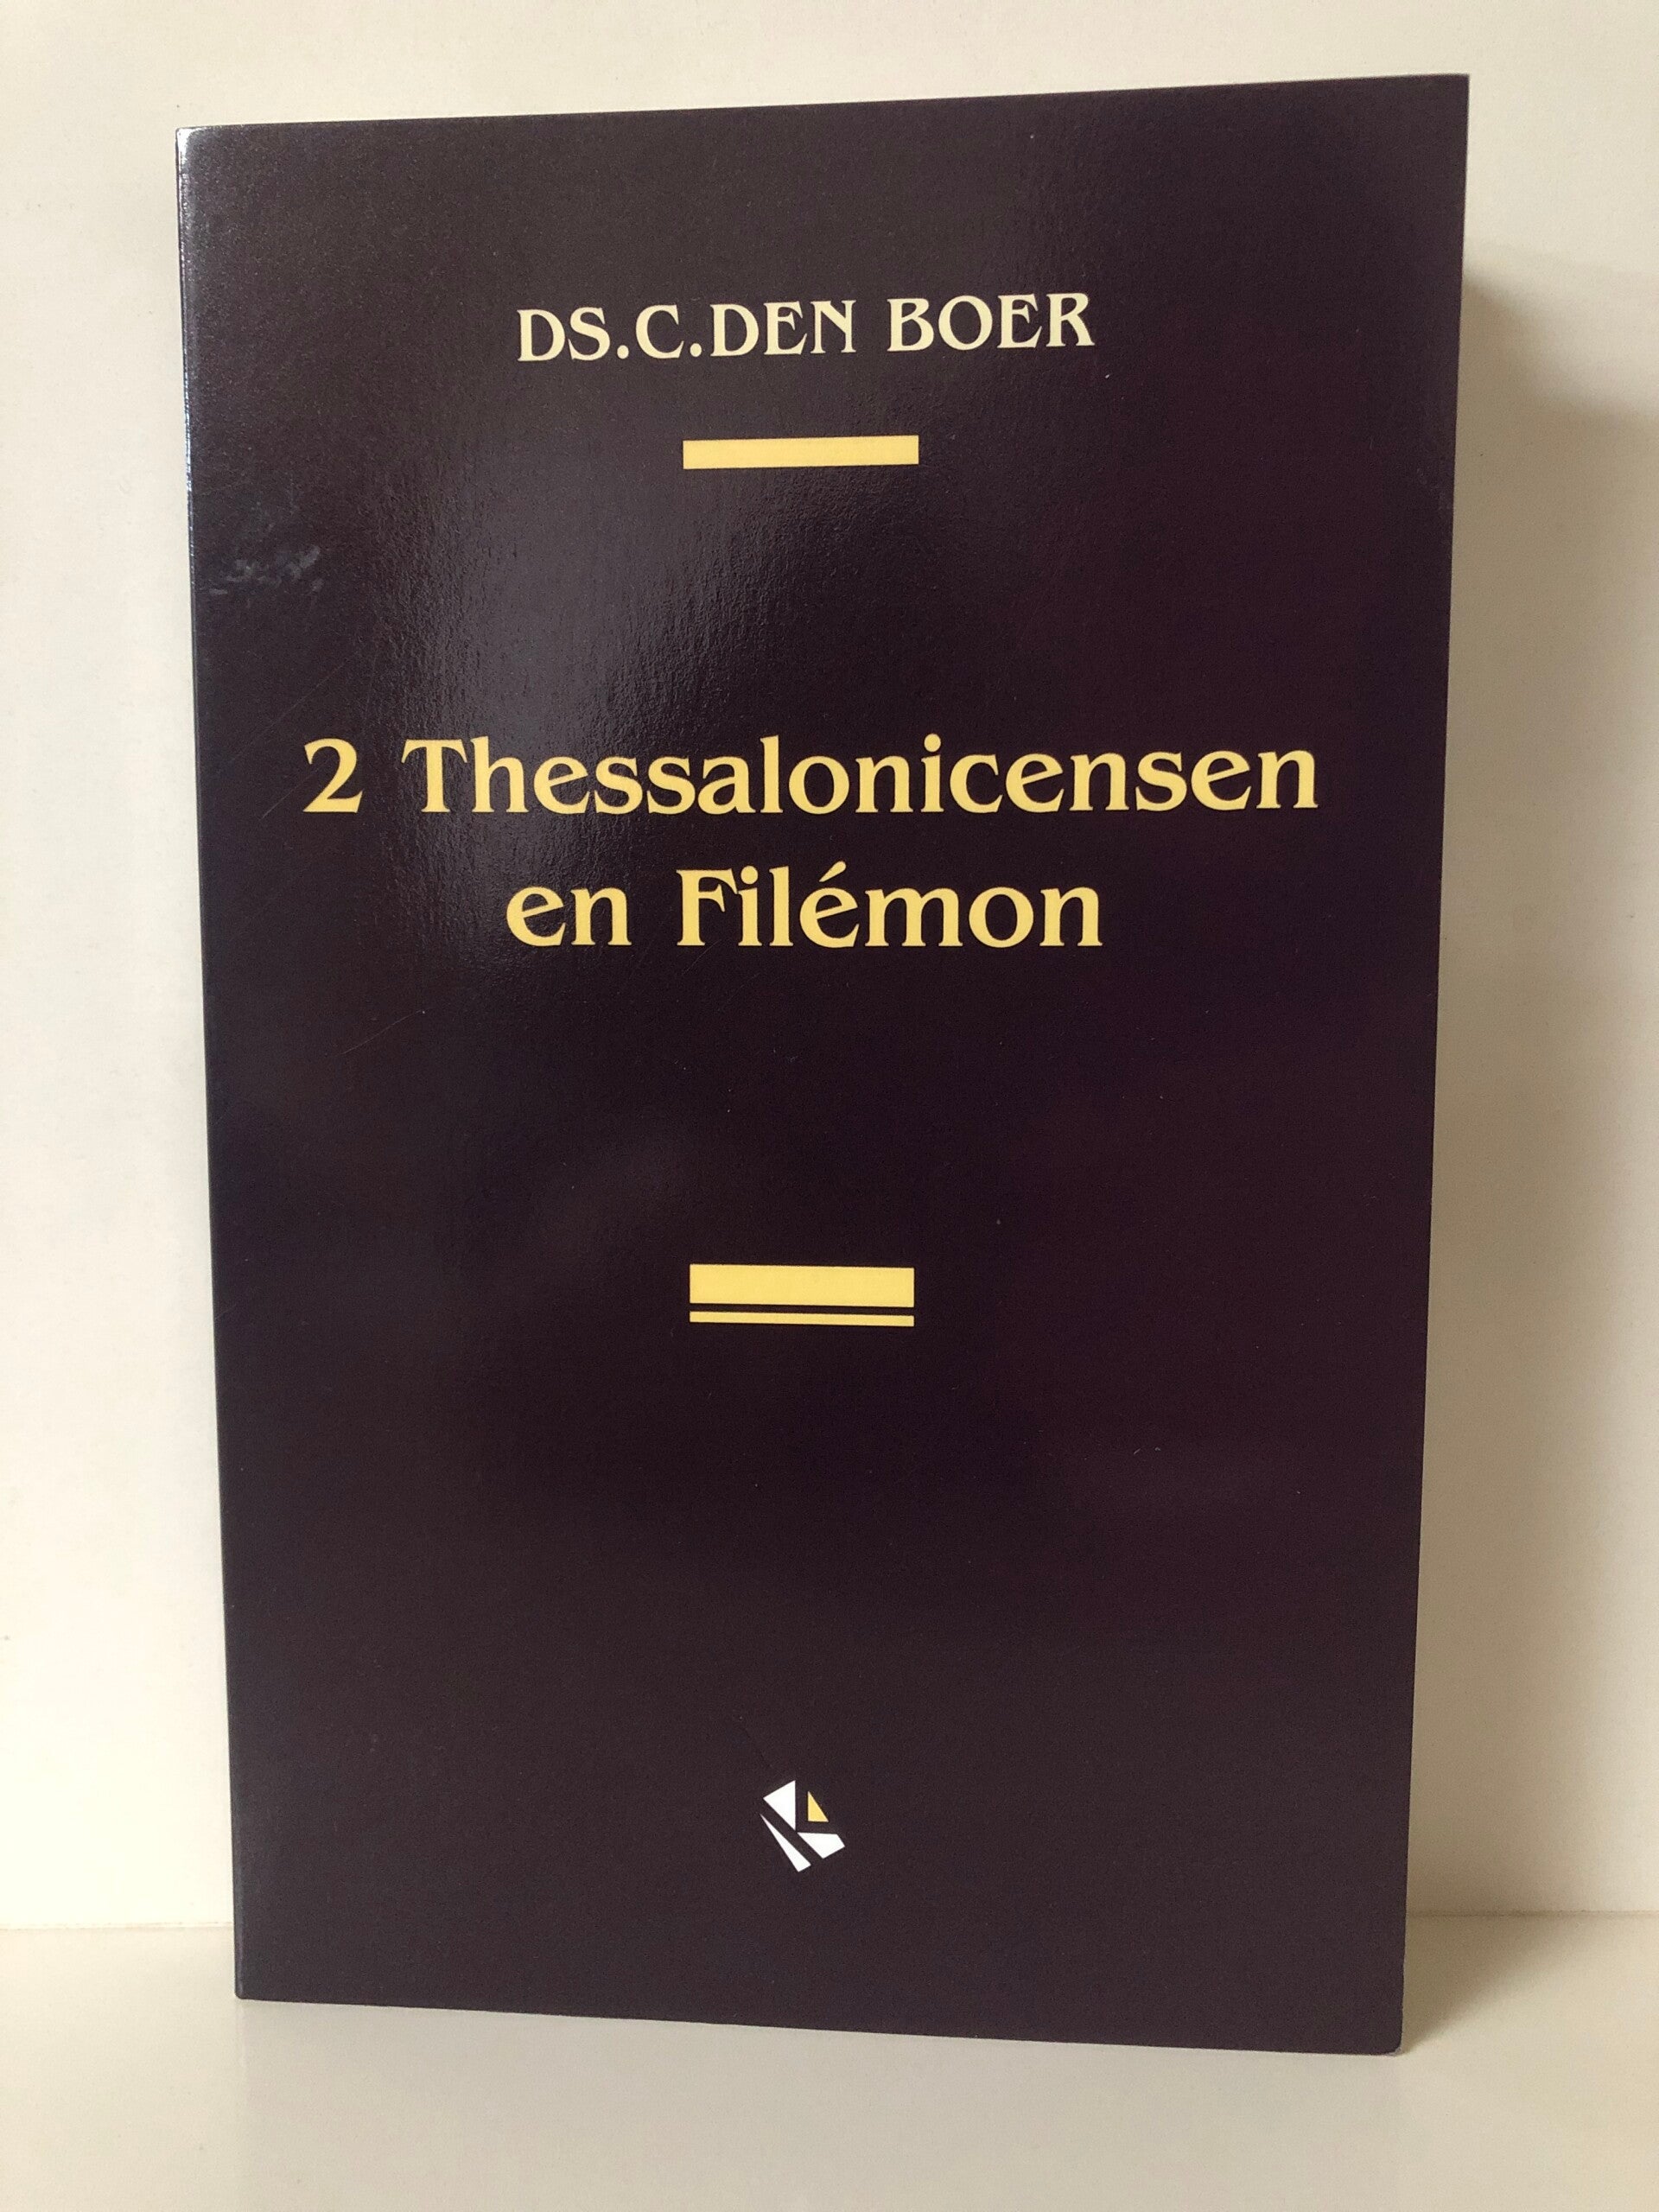 DS.C.DEN BOER
2 Thessalonicensen
en Filémon